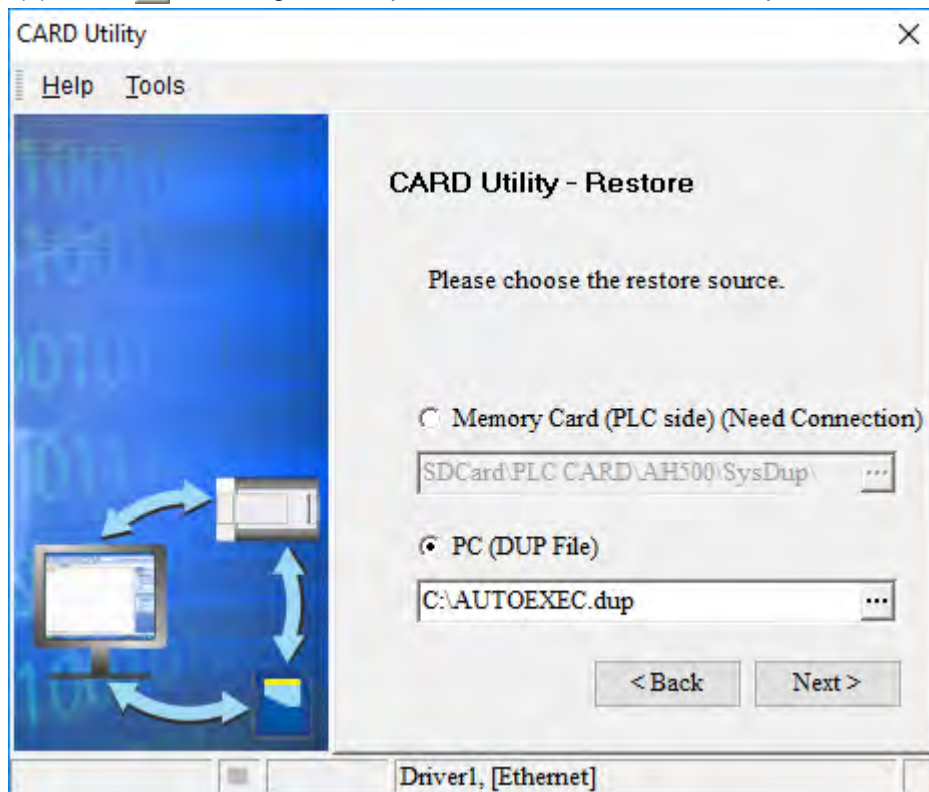 CARD Utility
Help Tools
CARD Utility - Restore
Please choose the restore source.
Memory Card (PLC side) (Need Connection)
SDCard\PLC CARD\AH500\SysDup\ ...
PC (DUP File)
C:\AUTOEXEC.dup ...
< Back Next >
Driver1, [Ethernet]